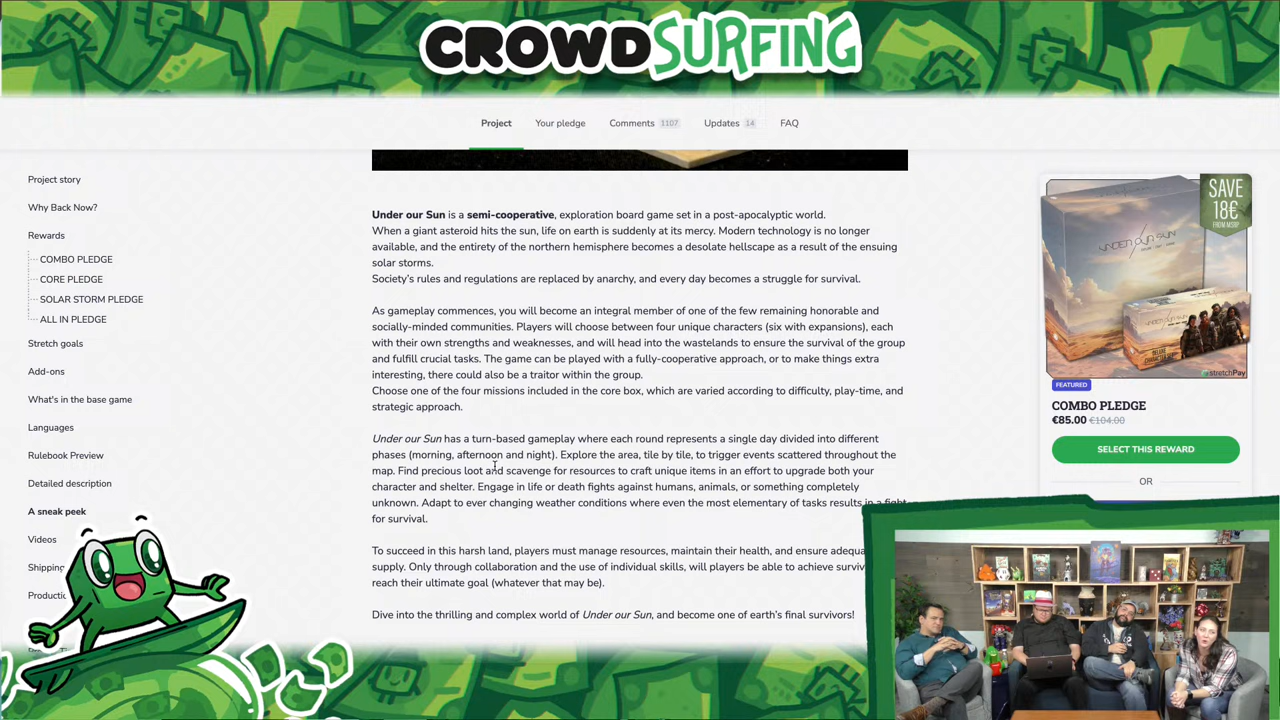 CROWDSURFING
Project
Your pledge
Comments 1107
Updates 14
FAQ
Project story
Why Back Now?
Rewards
COMBO PLEDGE
CORE PLEDGE
SOLAR STORM PLEDGE
ALL IN PLEDGE
Stretch goals
Add-ons
What's in the base game
Languages
Rulebook Preview
Detailed description
A sneak peek
Videos
Shipping
Under our Sun is a semi-cooperative, exploration board game set in a post-apocalyptic world.
When a giant asteroid hits the sun, life on earth is suddenly at its mercy. Modern technology is no longer
available, and the entirety of the northern hemisphere becomes a desolate hellscape as a result of the ensuing
solar storms.
Society's rules and regulations are replaced by anarchy, and every day becomes a struggle for survival.
As gameplay commences, you will become an integral member of one of the few remaining honorable and
socially-minded communities. Players will choose between four unique characters (six with expansions), each
with their own strengths and weaknesses, and will head into the wastelands to ensure the survival of the group
and fulfill crucial tasks. The game can be played with a fully-cooperative approach, or to make things extra
interesting, there could also be a traitor within the group.
Choose one of the four missions included in the core box, which are varied according to difficulty, play-time, and
strategic approach.
Under our Sun has a turn-based gameplay where each round represents a single day divided into different
phases (morning, afternoon and night). Explore the area, tile by tile, to trigger events scattered throughout the
map. Find precious loot and scavenge for resources to craft unique items in an effort to upgrade both your
character and shelter. Engage in life or death fights against humans, animals, or something completely
unknown. Adapt to ever changing weather conditions where even the most elementary of tasks results in a fight
for survival.
To succeed in this harsh land, players must manage resources, maintain their health, and ensure adequa
supply. Only through collaboration and the use of individual skills, will players be able to achieve surviv
reach their ultimate goal (whatever that may be).
Dive into the thrilling and complex world of Under our Sun, and become one of earth's final survivors!
SAVE
18€
FROM MSRP
UNDER OUR SUN
stretchPay
FEATURED
COMBO PLEDGE
€85.00 €104.00
SELECT THIS REWARD
OR